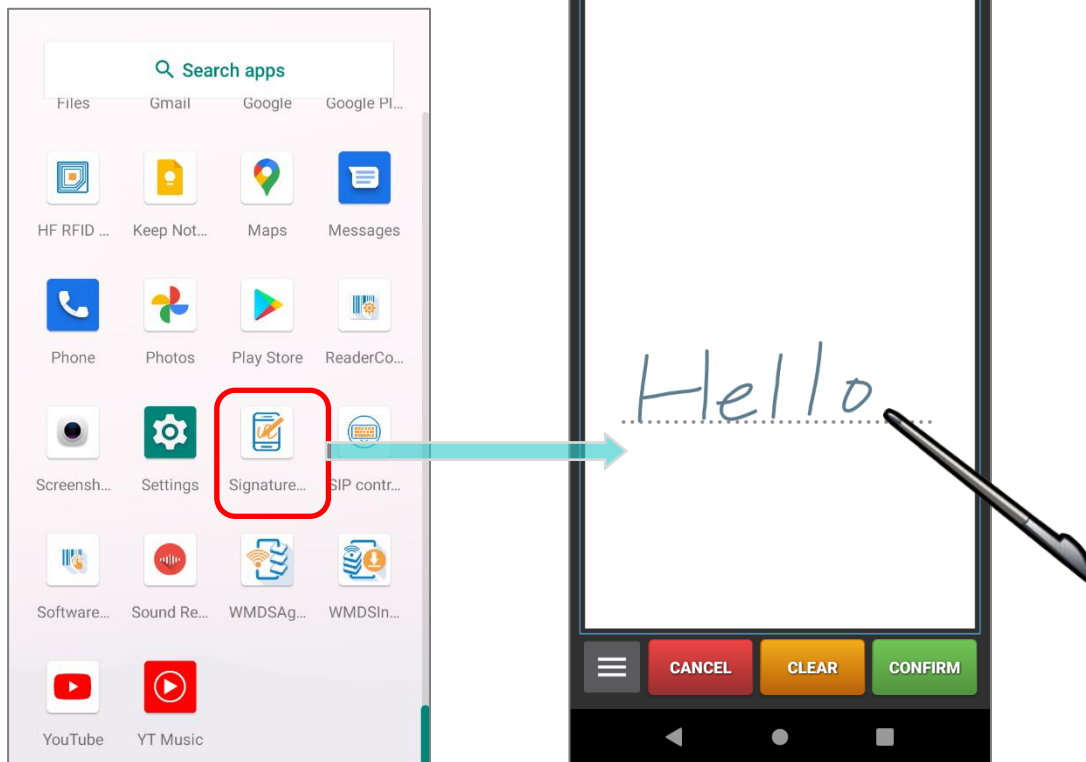 Search apps
Files Gmail Google Google Pl...
HF RFID ... Keep Not... Maps Messages
Phone Photos Play Store ReaderCo...
Screensh... Settings Signature... SIP contr...
Software... Sound Re... WMDSAg... WMDSIn...
YouTube YT Music
Hello
CANCEL CLEAR CONFIRM